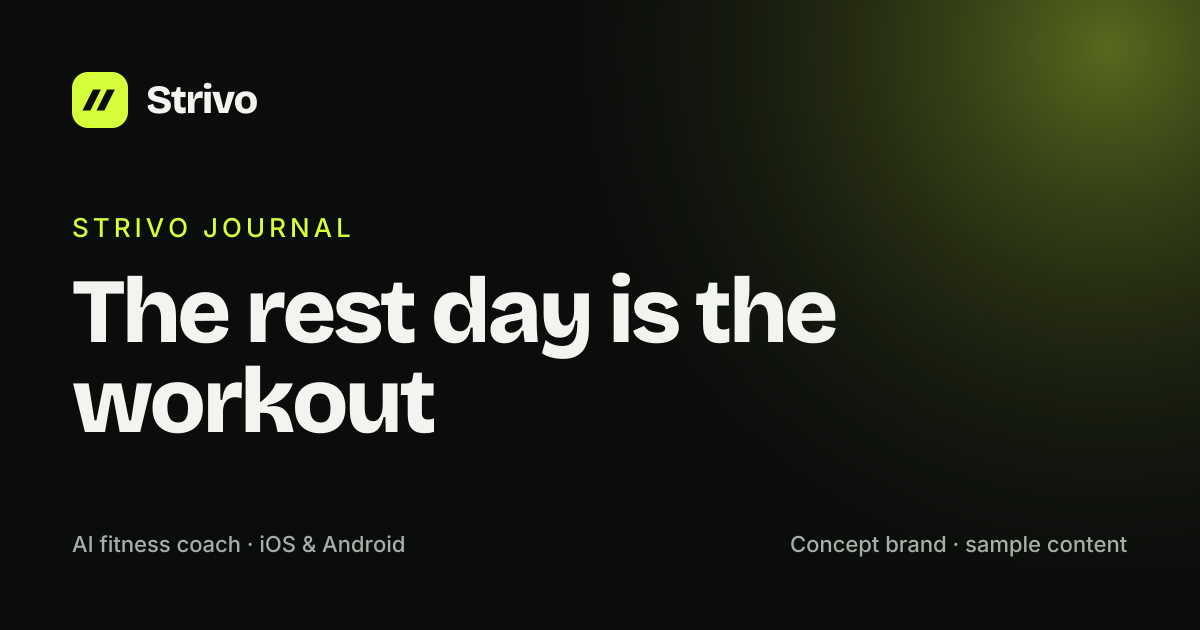 Strivo
STRIVO JOURNAL
The rest day is the
workout
AI fitness coach · iOS & Android
Concept brand · sample content